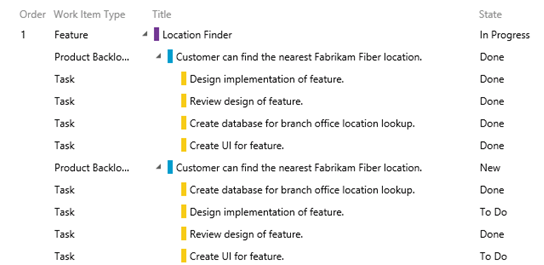 Order Work Item Type Title State
1 Feature Location Finder In Progress
Product Backlo... Customer can find the nearest Fabrikam Fiber location. Done
Task Design implementation of feature. Done
Task Review design of feature. Done
Task Create database for branch office location lookup. Done
Task Create UI for feature. Done
Product Backlo... Customer can find the nearest Fabrikam Fiber location. New
Task Create database for branch office location lookup. Done
Task Design implementation of feature. To Do
Task Review design of feature. Done
Task Create UI for feature. To Do